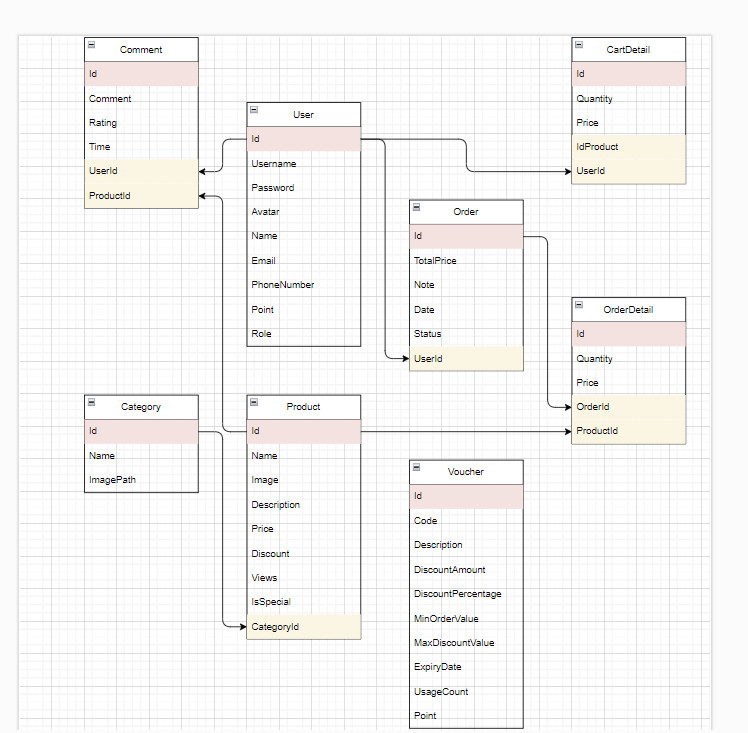 Comment
Id
Comment
Rating
Time
UserId
ProductId
User
Id
Username
Password
Avatar
Name
Email
PhoneNumber
Point
Role
CartDetail
Id
Quantity
Price
IdProduct
UserId
Order
Id
TotalPrice
Note
Date
Status
UserId
OrderDetail
Id
Quantity
Price
OrderId
ProductId
Category
Id
Name
ImagePath
Product
Id
Name
Image
Description
Price
Discount
Views
IsSpecial
CategoryId
Voucher
Id
Code
Description
DiscountAmount
DiscountPercentage
MinOrderValue
MaxDiscountValue
ExpiryDate
UsageCount
Point